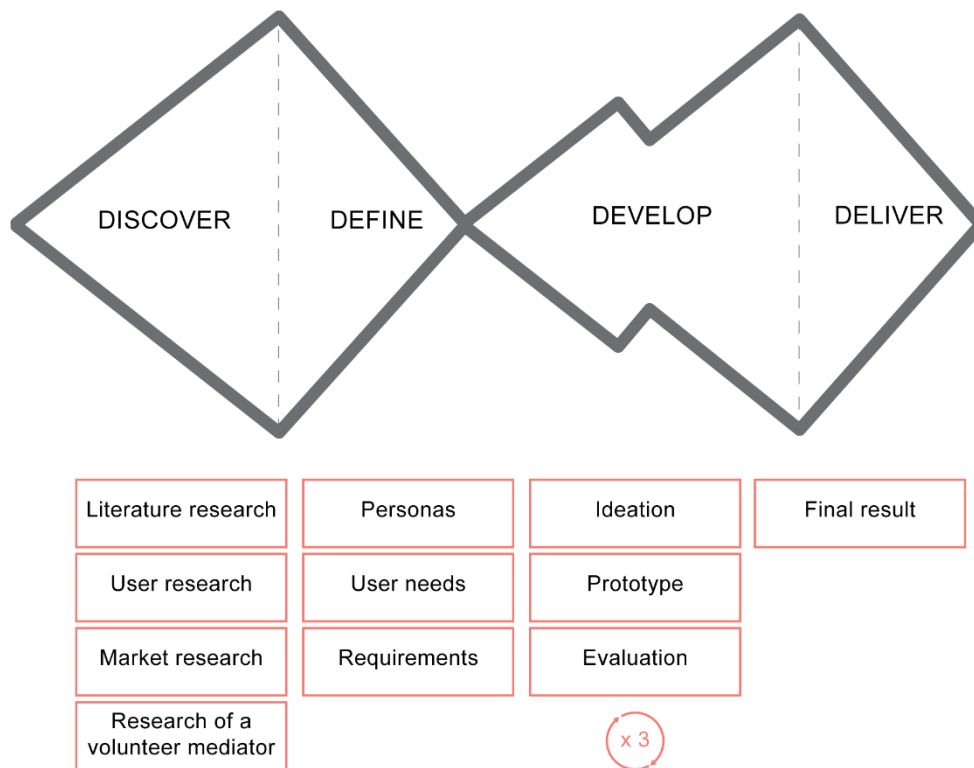 DISCOVER
DEFINE
DEVELOP
DELIVER
Literature research
Personas
Ideation
Final result
User research
User needs
Prototype
Market research
Requirements
Evaluation
Research of a
volunteer mediator
x 3